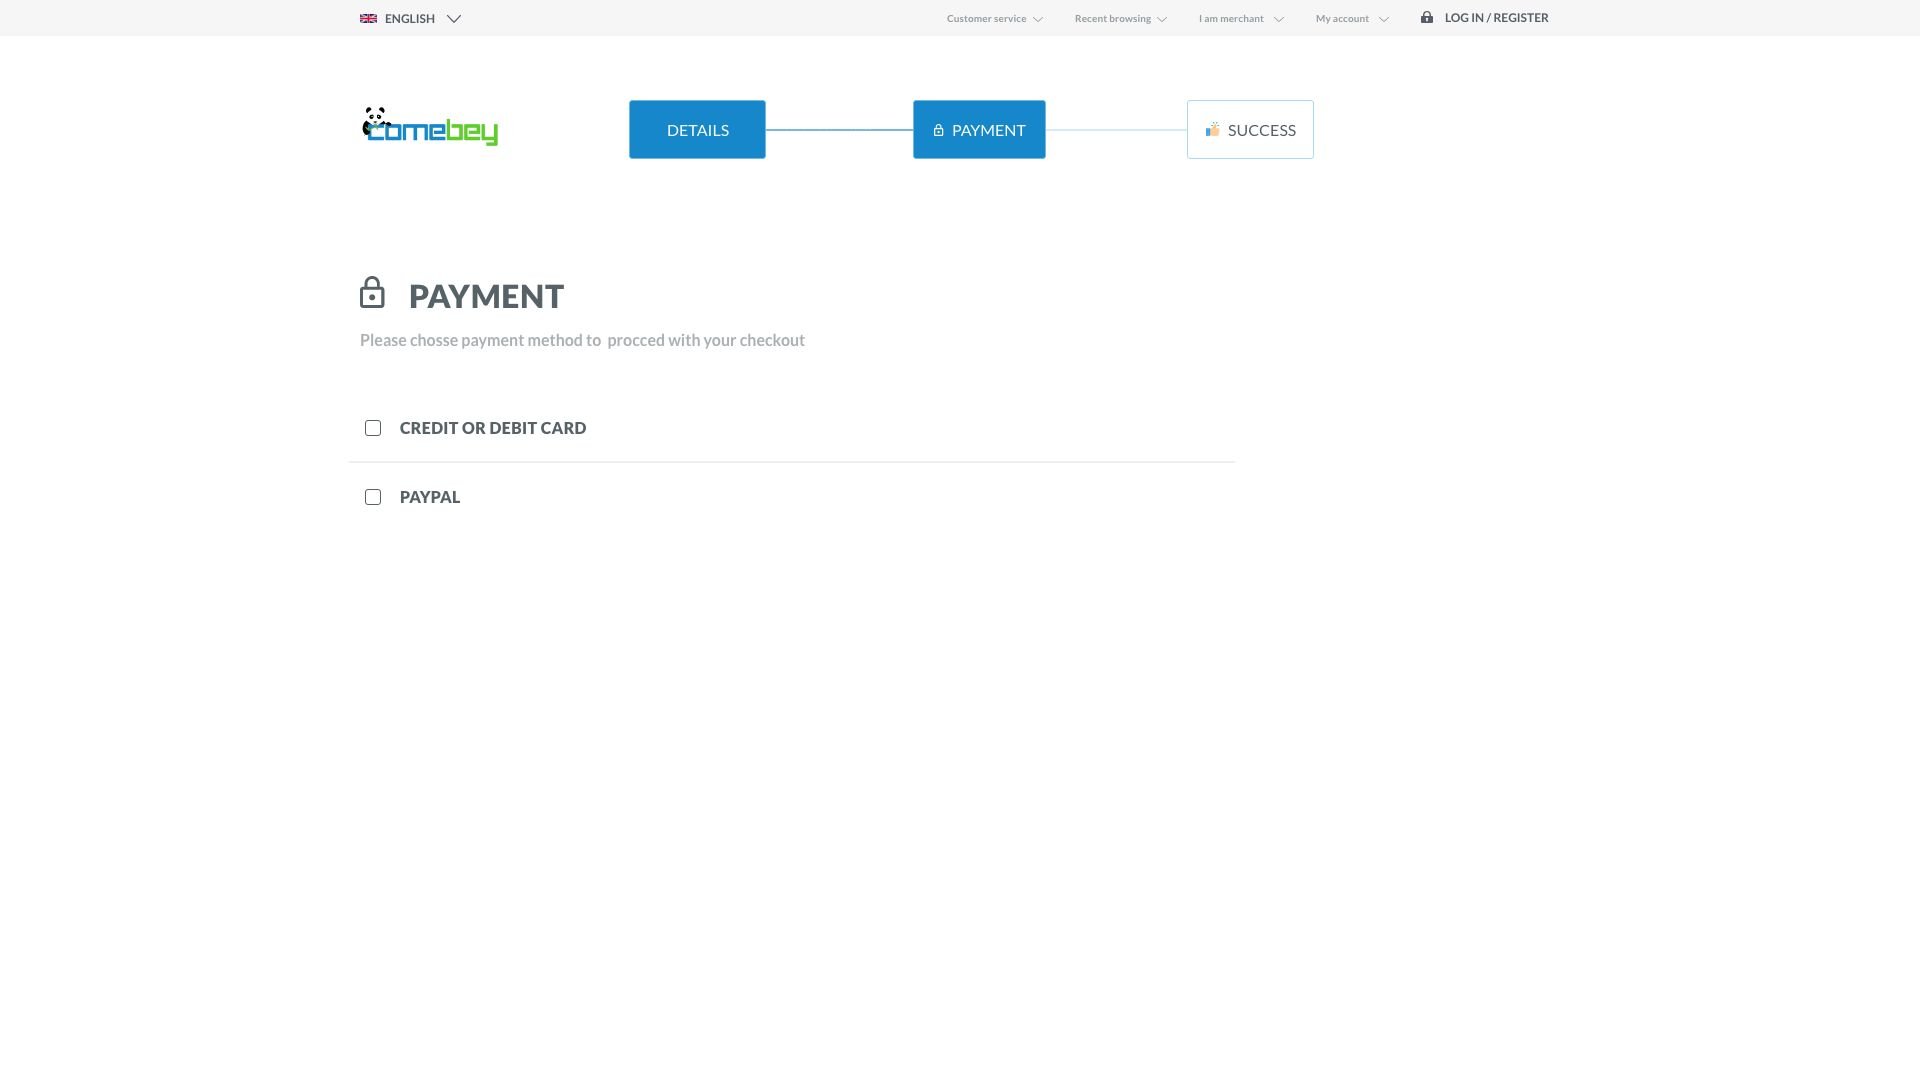 ENGLISH
Customer service
Recent browsing
I am merchant
My account
LOG IN / REGISTER
comebey
DETAILS
PAYMENT
SUCCESS
PAYMENT
Please chosse payment method to  procced with your checkout
CREDIT OR DEBIT CARD
PAYPAL